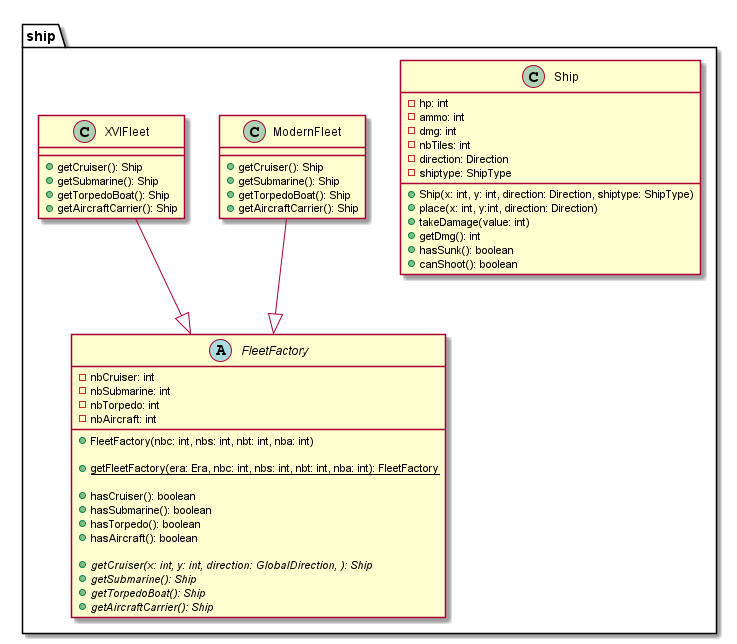 ship
C XVIFleet
getCruiser(): Ship
getSubmarine(): Ship
getTorpedoBoat(): Ship
getAircraftCarrier(): Ship
C ModernFleet
getCruiser(): Ship
getSubmarine(): Ship
getTorpedoBoat(): Ship
getAircraftCarrier(): Ship
C Ship
hp: int
ammo: int
dmg: int
nbTiles: int
direction: Direction
shiptype: ShipType
Ship(x: int, y: int, direction: Direction, shiptype: ShipType)
place(x: int, y:int, direction: Direction)
takeDamage(value: int)
getDmg(): int
hasSunk(): boolean
canShoot(): boolean
A FleetFactory
nbCruiser: int
nbSubmarine: int
nbTorpedo: int
nbAircraft: int
FleetFactory(nbc: int, nbs: int, nbt: int, nba: int)
getFleetFactory(era: Era, nbc: int, nbs: int, nbt: int, nba: int): FleetFactory
hasCruiser(): boolean
hasSubmarine(): boolean
hasTorpedo(): boolean
hasAircraft(): boolean
getCruiser(x: int, y: int, direction: GlobalDirection, ): Ship
getSubmarine(): Ship
getTorpedoBoat(): Ship
getAircraftCarrier(): Ship